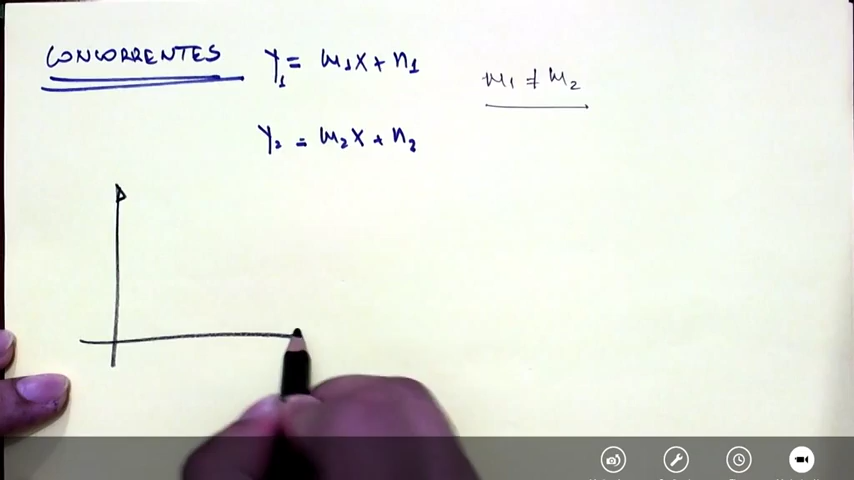 CONCORRENTES
y₁ = m₁x + n₁
m₁ ≠ m₂
y₂ = m₂x + n₂